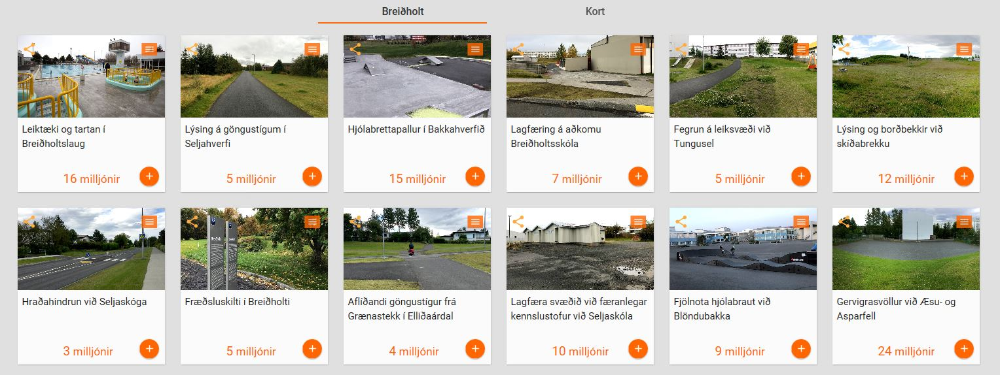 Breiðholt
Kort
Leiktæki og tartan í
Breiðholtslaug
16 milljónir
Lýsing á göngustígum í
Seljahverfi
5 milljónir
Hjólabrettapallur í Bakkahverfið
15 milljónir
Lagfæring á aðkomu
Breiðholtsskóla
7 milljónir
Fegrun á leiksvæði við
Tungusel
5 milljónir
Lýsing og borðbekkir við
skíðabrekku
12 milljónir
Hraðahindrun við Seljaskóga
3 milljónir
Fræðsluskilti í Breiðholti
5 milljónir
Aflíðandi göngustígur frá
Grænastekk í Elliðaárdal
4 milljónir
Lagfæra svæðið við færanlegar
kennslustofur við Seljaskóla
10 milljónir
Fjölnota hjólabraut við
Blöndubakka
9 milljónir
Gervigrasvöllur við Æsu- og
Asparfell
24 milljónir